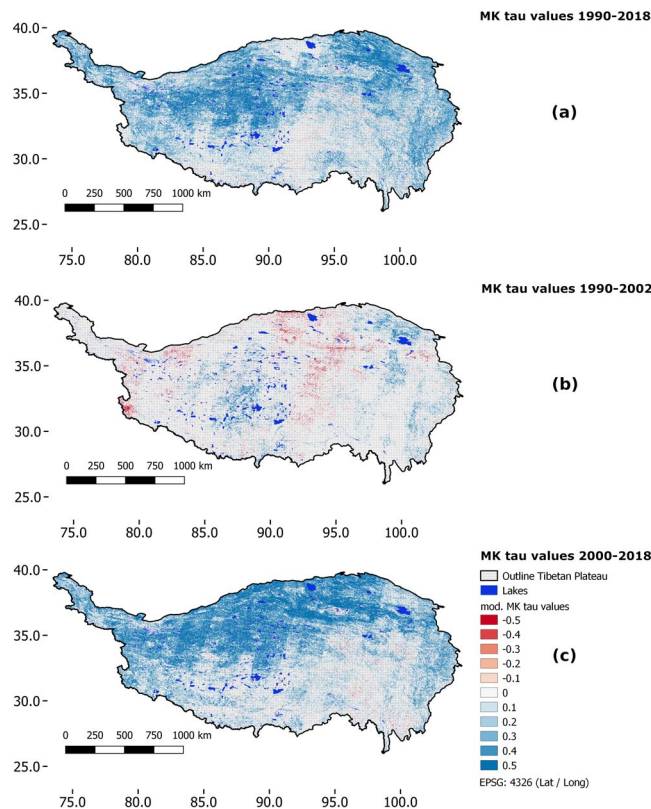 MK tau values 1990-2018
40.0
35.0
(a)
30.0
0 250 500 750 1000 km
25.0
75.0 80.0 85.0 90.0 95.0 100.0
MK tau values 1990-2002
40.0
35.0
(b)
30.0
0 250 500 750 1000 km
25.0
75.0 80.0 85.0 90.0 95.0 100.0
MK tau values 2000-2018
40.0
Outline Tibetan Plateau
Lakes
mod. MK tau values
-0.5
35.0
-0.4
-0.3
(c)
-0.2
-0.1
30.0
0
0.1
0.2
0 250 500 750 1000 km
0.3
0.4
25.0
0.5
EPSG: 4326 (Lat / Long)
75.0 80.0 85.0 90.0 95.0 100.0